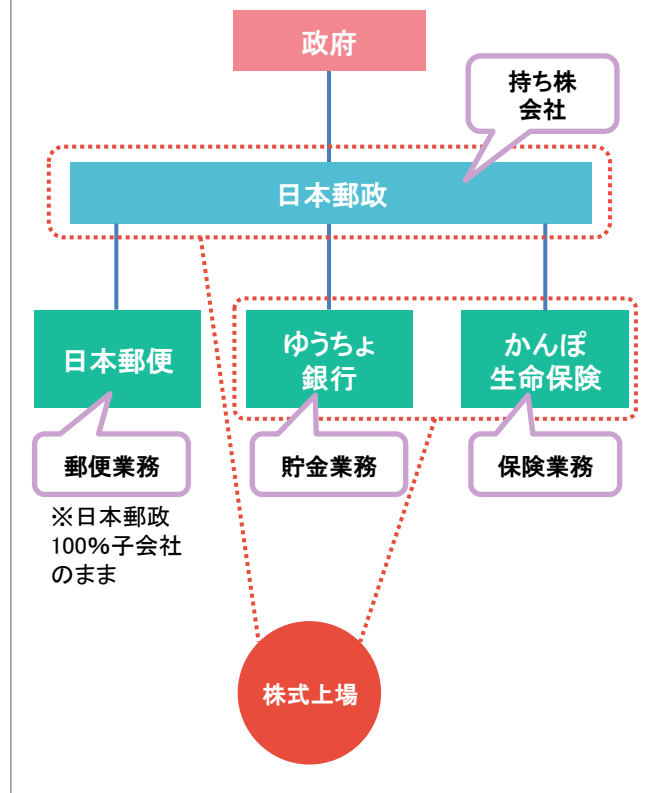 政府
持ち株
会社
日本郵政
日本郵便
ゆうちょ
銀行
かんぽ
生命保険
郵便業務
貯金業務
保険業務
※日本郵政
100%子会社
のまま
株式上場